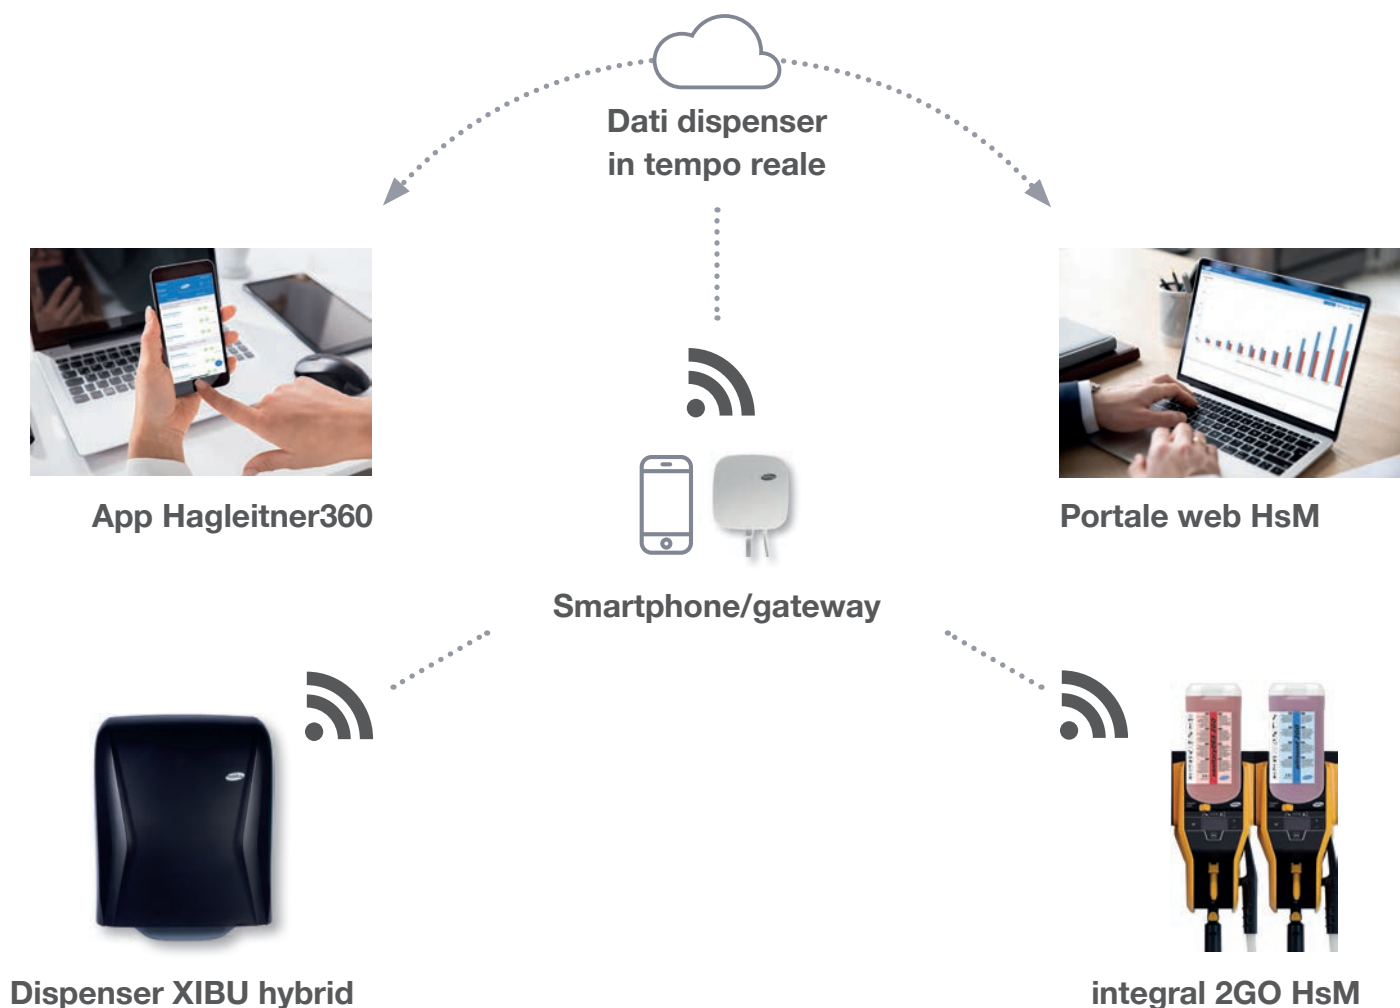 Dati dispenser
in tempo reale
App Hagleitner360
Portale web HsM
Smartphone/gateway
Dispenser XIBU hybrid
integral 2GO HsM